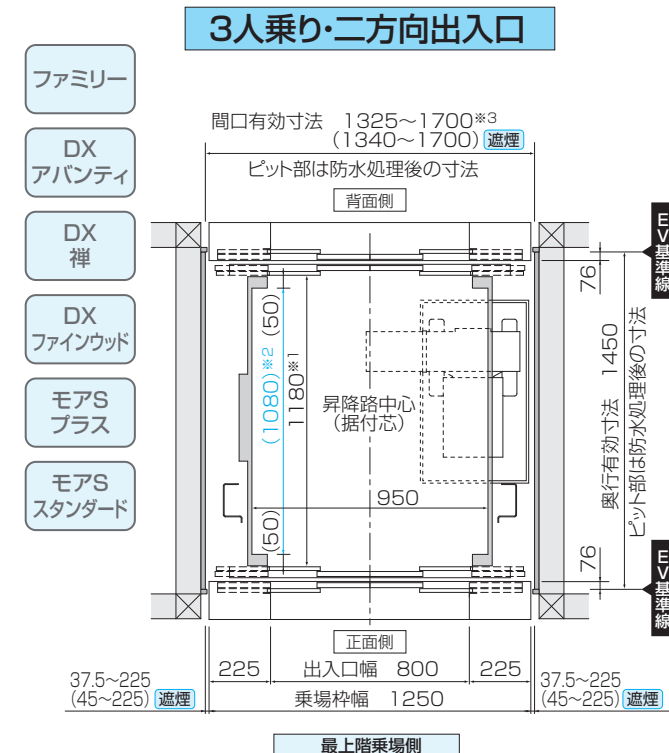 3人乗り・二方向出入口
ファミリー
DX
アバンティ
DX
禅
DX
ファインウッド
モアS
プラス
モアS
スタンダード
間口有効寸法 1325～1700※3
(1340～1700) 遮煙
ピット部は防水処理後の寸法
背面側
EV基準線
76
(50)
(1080)※2
1180※1
昇降路中心
(据付芯)
950
(50)
奥行有効寸法 1450
ピット部は防水処理後の寸法
76
EV基準線
正面側
225
出入口幅 800
225
37.5～225
(45～225) 遮煙
乗場枠幅 1250
37.5～225
(45～225) 遮煙
最上階乗場側